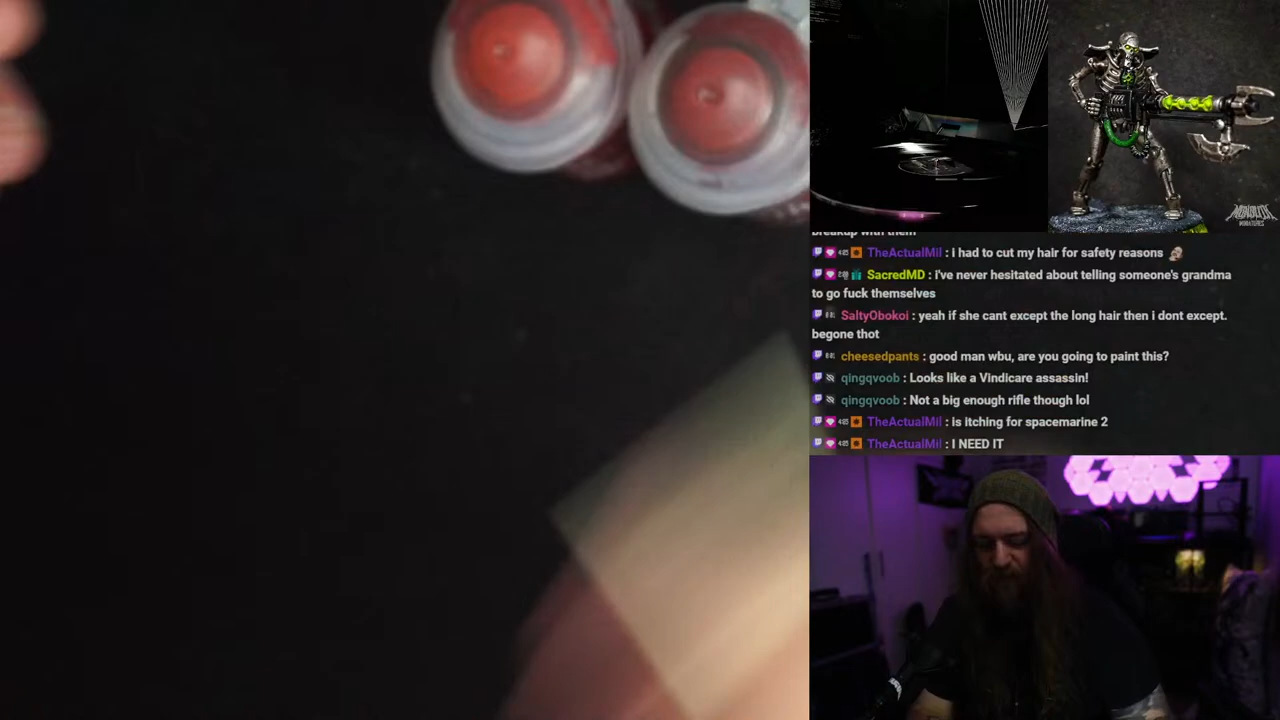 breakup with them
TheActualMil : i had to cut my hair for safety reasons
SacredMD : i've never hesitated about telling someone's grandma
to go fuck themselves
SaltyObokoi : yeah if she cant except the long hair then i dont except.
begone thot
cheesedpants : good man wbu, are you going to paint this?
qingqvoob : Looks like a Vindicare assassin!
qingqvoob : Not a big enough rifle though lol
TheActualMil : is itching for spacemarine 2
TheActualMil : I NEED IT